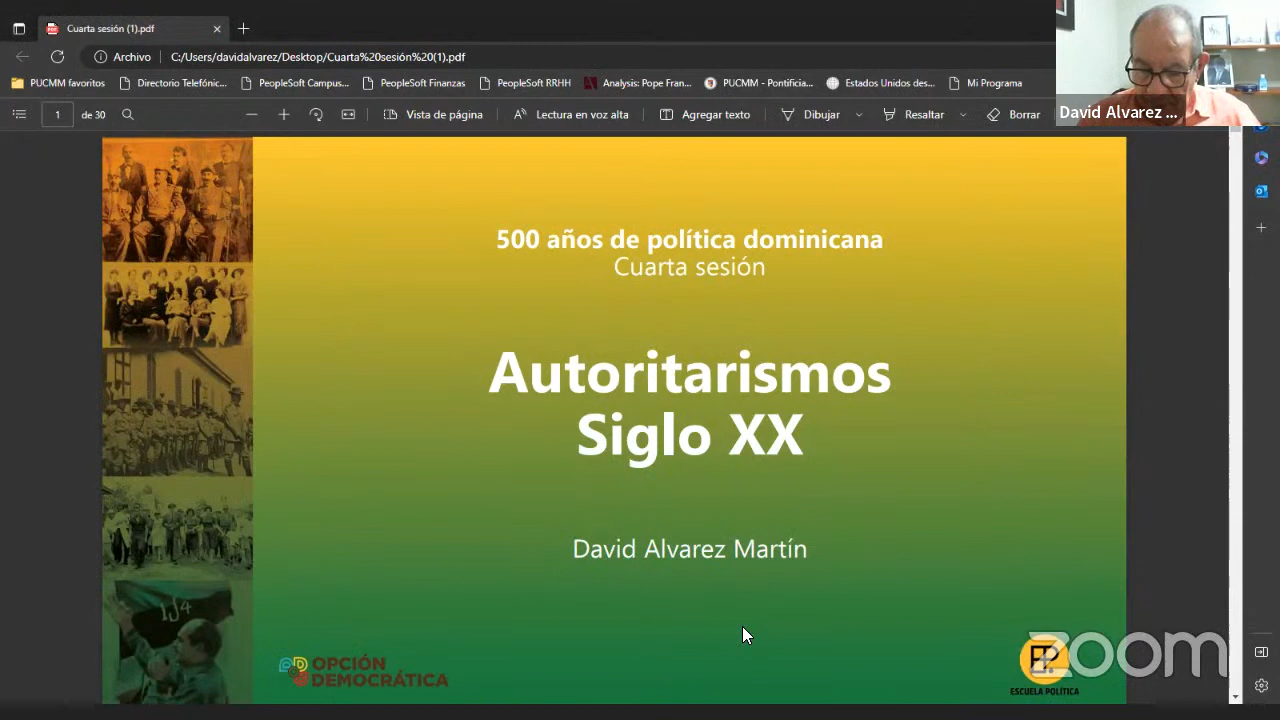 Cuarta sesión (1).pdf
Archivo
C:/Users/davidalvarez/Desktop/Cuarta%20sesión%20(1).pdf
PUCMM favoritos
Directorio Telefónic...
PeopleSoft Campus...
PeopleSoft Finanzas
PeopleSoft RRHH
Analysis: Pope Fran...
PUCMM - Pontificia...
Estados Unidos des...
Mi Programa
1 de 30
Vista de página
Lectura en voz alta
Agregar texto
Dibujar
Resaltar
Borrar
David Alvarez ...
500 años de política dominicana
Cuarta sesión
Autoritarismos
Siglo XX
David Alvarez Martín
1J4
OPCIÓN
DEMOCRÁTICA
EP
ESCUELA POLÍTICA
zoom